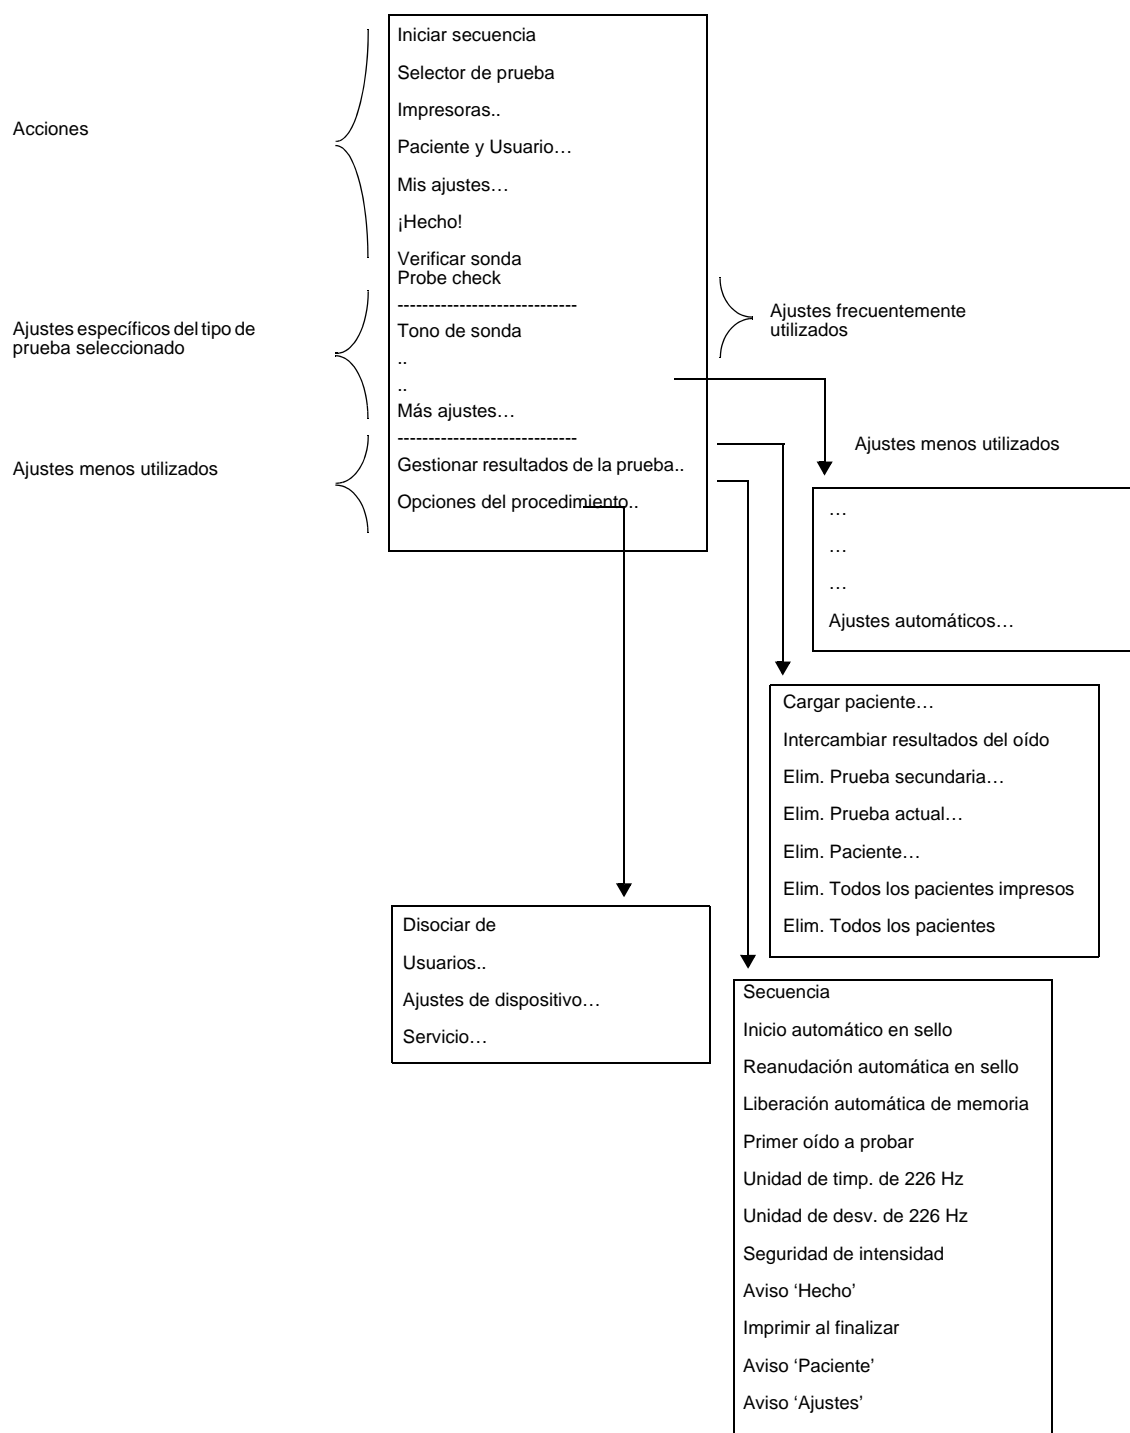 Acciones
Iniciar secuencia
Selector de prueba
Impresoras..
Paciente y Usuario…
Mis ajustes…
¡Hecho!
Verificar sonda
Probe check
-----------------------------
Ajustes específicos del tipo de
prueba seleccionado
Tono de sonda
..
..
Más ajustes…
-----------------------------
Ajustes frecuentemente
utilizados
Ajustes menos utilizados
Gestionar resultados de la prueba..
Opciones del procedimiento..
Ajustes menos utilizados
…
…
…
Ajustes automáticos…
Cargar paciente…
Intercambiar resultados del oído
Elim. Prueba secundaria…
Elim. Prueba actual…
Elim. Paciente…
Elim. Todos los pacientes impresos
Elim. Todos los pacientes
Disociar de
Usuarios..
Ajustes de dispositivo…
Servicio…
Secuencia
Inicio automático en sello
Reanudación automática en sello
Liberación automática de memoria
Primer oído a probar
Unidad de timp. de 226 Hz
Unidad de desv. de 226 Hz
Seguridad de intensidad
Aviso ‘Hecho’
Imprimir al finalizar
Aviso ‘Paciente’
Aviso ‘Ajustes’